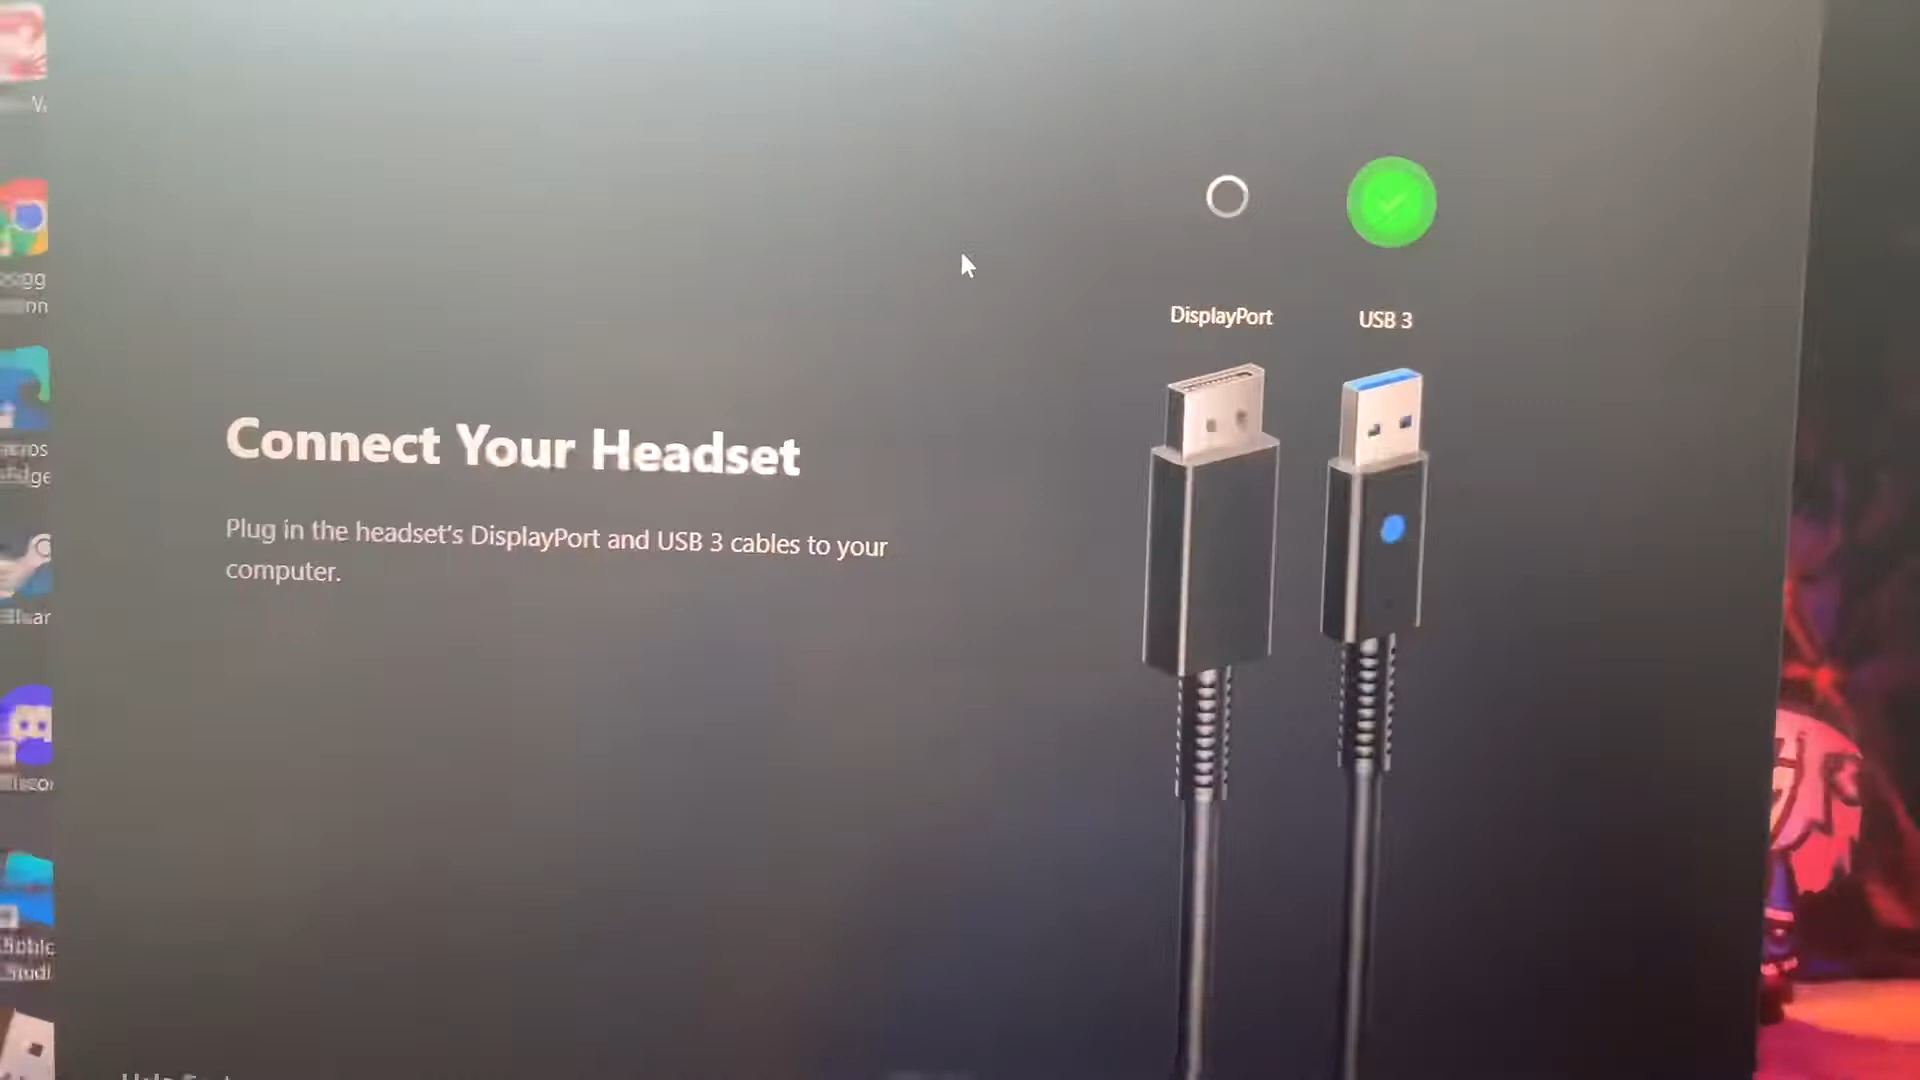 DisplayPort
USB 3
Connect Your Headset
Plug in the headset's DisplayPort and USB 3 cables to your
computer.